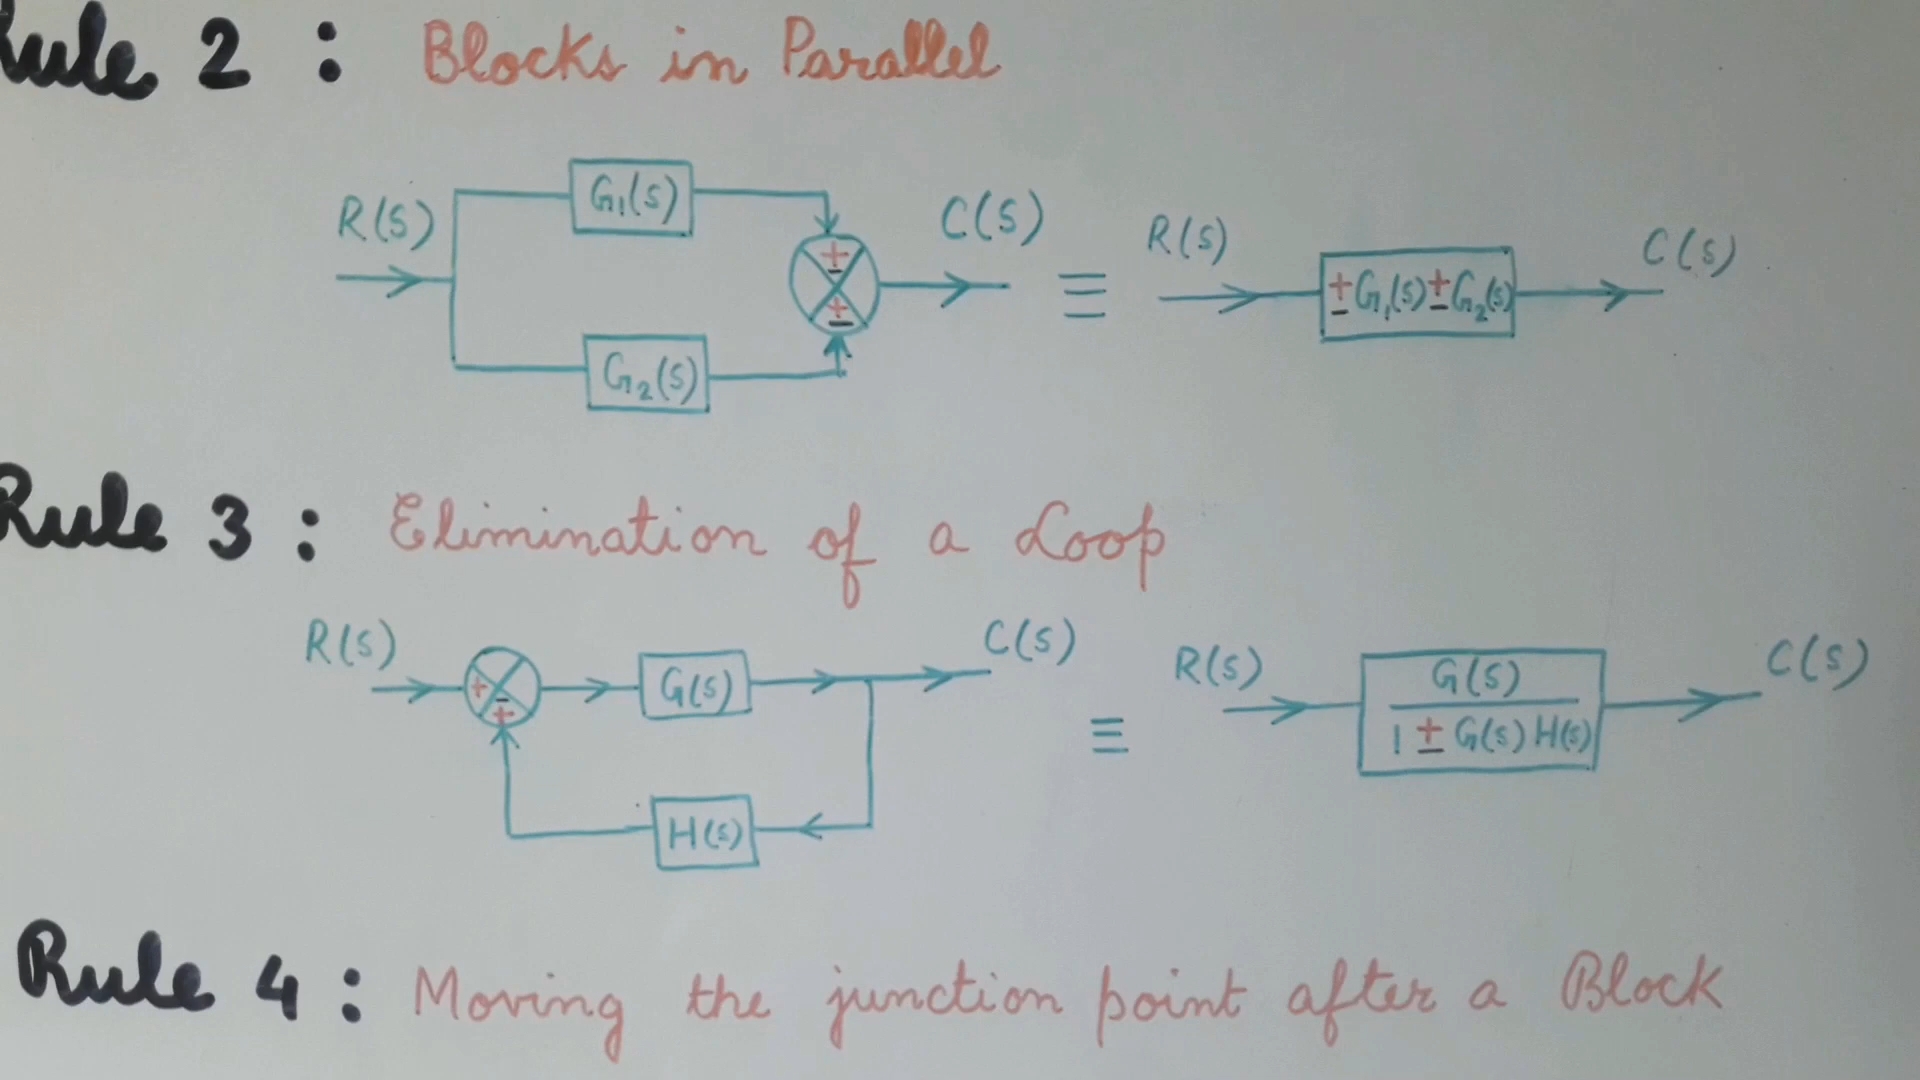 Rule 2 : Blocks in Parallel
R(s) G₁(s) ± ± G₂(s) C(s) ≡ R(s) ±G₁(s)±G₂(s) C(s)
Rule 3 : Elimination of a Loop
R(s) + ∓ G(s) H(s) C(s) ≡ R(s) G(s) / 1 ± G(s) H(s) C(s)
Rule 4 : Moving the junction point after a Block